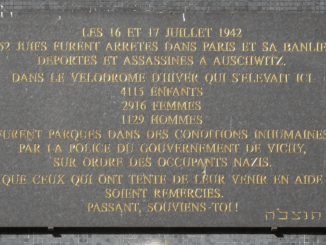 LES 16 ET 17 JUILLET 1942
52 JUIFS FURENT ARRETES DANS PARIS ET SA BANLIE
DEPORTES ET ASSASSINES A AUSCHWITZ.
DANS LE VELODROME D'HIVER QUI S'ELEVAIT ICI
4115 ENFANTS
2916 FEMMES
1129 HOMMES
FURENT PARQUES DANS DES CONDITIONS INHUMAINES
PAR LA POLICE DU GOUVERNEMENT DE VICHY,
SUR ORDRE DES OCCUPANTS NAZIS.
QUE CEUX QUI ONT TENTE DE LEUR VENIR EN AIDE
SOIENT REMERCIES.
PASSANT, SOUVIENS-TOI!